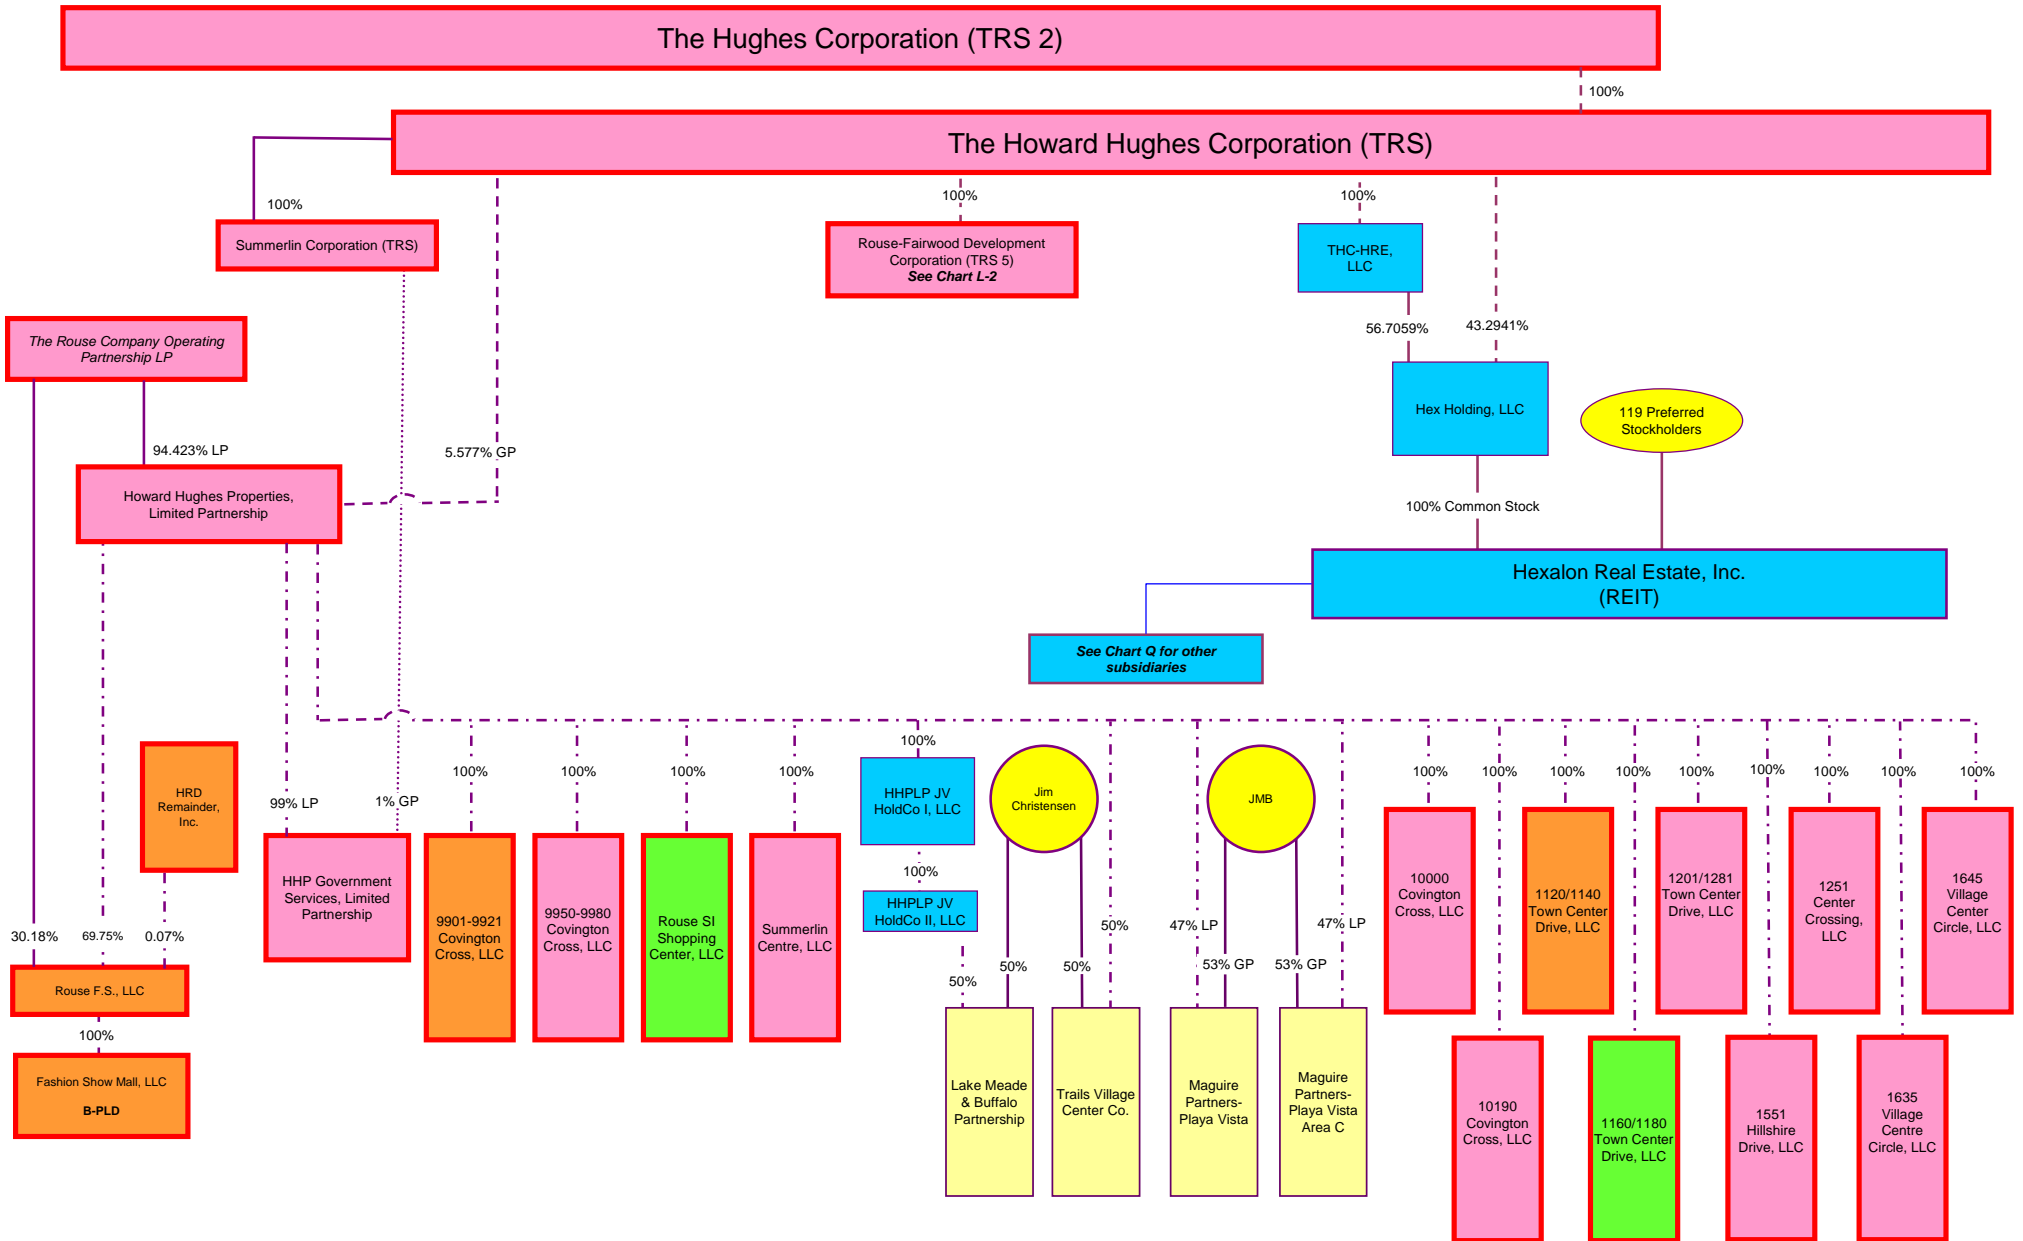 The Hughes Corporation (TRS 2)
100%
The Howard Hughes Corporation (TRS)
100%
Summerlin Corporation (TRS)
100%
Rouse-Fairwood Development
Corporation (TRS 5)
See Chart L-2
100%
THC-HRE,
LLC
56.7059%
43.2941%
The Rouse Company Operating
Partnership LP
Hex Holding, LLC
119 Preferred
Stockholders
94.423% LP
5.577% GP
Howard Hughes Properties,
Limited Partnership
100% Common Stock
Hexalon Real Estate, Inc.
(REIT)
See Chart Q for other
subsidiaries
HRD
Remainder,
Inc.
99% LP
1% GP
100%
100%
100%
100%
100%
HHPLP JV
HoldCo I, LLC
100%
HHPLP JV
HoldCo II, LLC
Jim
Christensen
JMB
100%
100%
100%
100%
100%
100%
100%
100%
100%
30.18%
69.75%
0.07%
HHP Government
Services, Limited
Partnership
9901-9921
Covington
Cross, LLC
9950-9980
Covington
Cross, LLC
Rouse SI
Shopping
Center, LLC
Summerlin
Centre, LLC
50%
50%
50%
50%
47% LP
53% GP
53% GP
47% LP
10000
Covington
Cross, LLC
1120/1140
Town Center
Drive, LLC
1201/1281
Town Center
Drive, LLC
1251
Center
Crossing,
LLC
1645
Village
Center
Circle, LLC
Rouse F.S., LLC
100%
Fashion Show Mall, LLC
B-PLD
Lake Meade
& Buffalo
Partnership
Trails Village
Center Co.
Maguire
Partners-
Playa Vista
Maguire
Partners-
Playa Vista
Area C
10190
Covington
Cross, LLC
1160/1180
Town Center
Drive, LLC
1551
Hillshire
Drive, LLC
1635
Village
Centre
Circle, LLC